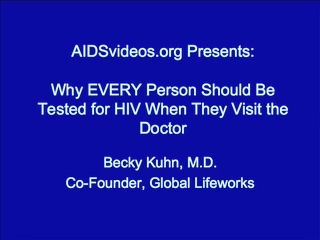 AIDSvideos.org Presents:
Why EVERY Person Should Be
Tested for HIV When They Visit the
Doctor
Becky Kuhn, M.D.
Co-Founder, Global Lifeworks